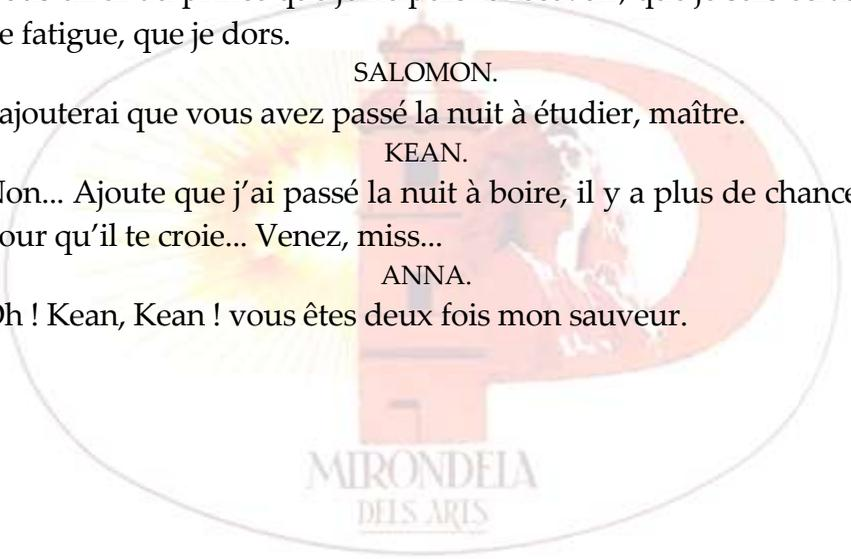 e fatigue, que je dors.
SALOMON.
ajouterai que vous avez passé la nuit à étudier, maître.
KEAN.
Non... Ajoute que j'ai passé la nuit à boire, il y a plus de chance
our qu'il te croie... Venez, miss...
ANNA.
Oh ! Kean, Kean ! vous êtes deux fois mon sauveur.
MIRONDELA
DELS ARTS